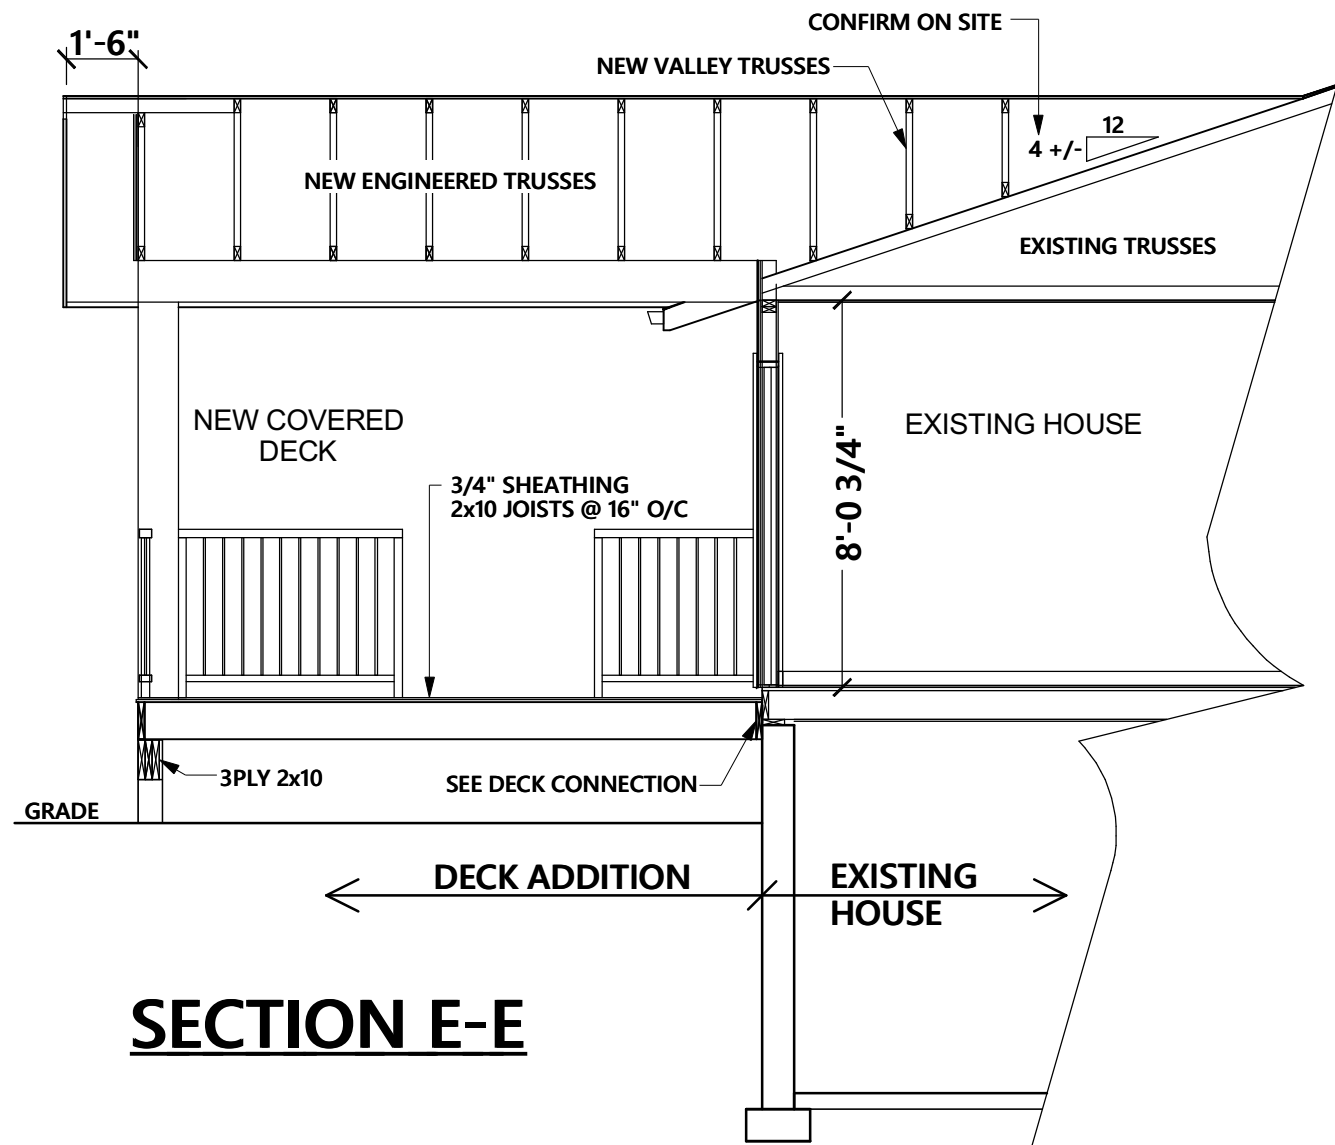 1'-6"
CONFIRM ON SITE
NEW VALLEY TRUSSES
12
4 +/-
NEW ENGINEERED TRUSSES
EXISTING TRUSSES
NEW COVERED
DECK
EXISTING HOUSE
8'-0 3/4"
3/4" SHEATHING
2x10 JOISTS @ 16" O/C
3PLY 2x10
SEE DECK CONNECTION
GRADE
DECK ADDITION
EXISTING
HOUSE
SECTION E-E